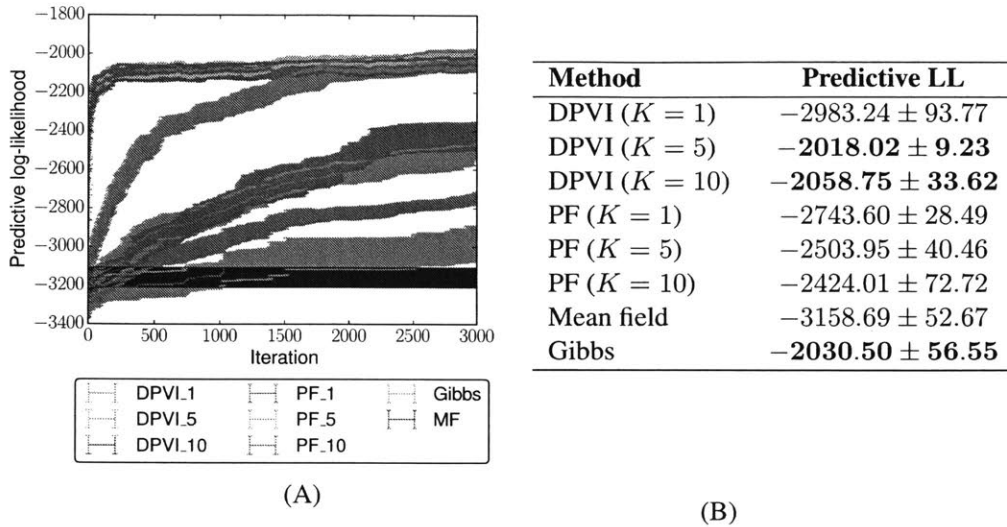 −1800
−2000
−2200
−2400
−2600
−2800
−3000
−3200
−3400
Predictive log-likelihood
0 500 1000 1500 2000 2500 3000
Iteration
DPVI_1 PF_1 Gibbs
DPVI_5 PF_5 MF
DPVI_10 PF_10
(A)
Method Predictive LL
DPVI (K = 1) −2983.24 ± 93.77
DPVI (K = 5) −2018.02 ± 9.23
DPVI (K = 10) −2058.75 ± 33.62
PF (K = 1) −2743.60 ± 28.49
PF (K = 5) −2503.95 ± 40.46
PF (K = 10) −2424.01 ± 72.72
Mean field −3158.69 ± 52.67
Gibbs −2030.50 ± 56.55
(B)